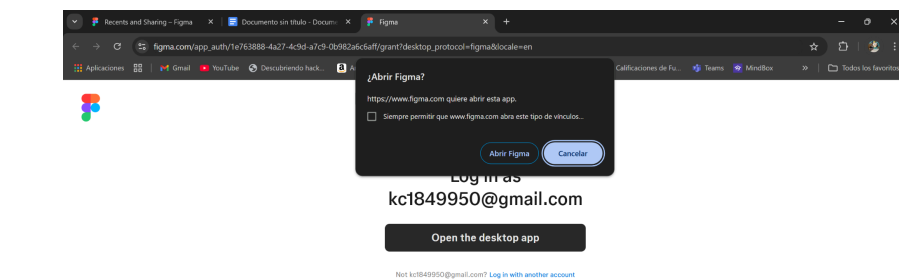 Recents and Sharing – Figma
Documento sin título - Docume
Figma
figma.com/app_auth/1e763888-4a27-4c9d-a7c9-0b982a6c6aff/grant?desktop_protocol=figma&locale=en
Aplicaciones
Gmail
YouTube
Descubriendo hack...
Calificaciones de Fu...
Teams
MindBox
Todos los favoritos
¿Abrir Figma?
https://www.figma.com quiere abrir esta app.
Siempre permitir que www.figma.com abra este tipo de vínculos...
Abrir Figma
Cancelar
Log in as
kc1849950@gmail.com
Open the desktop app
Not kc1849950@gmail.com? Log in with another account